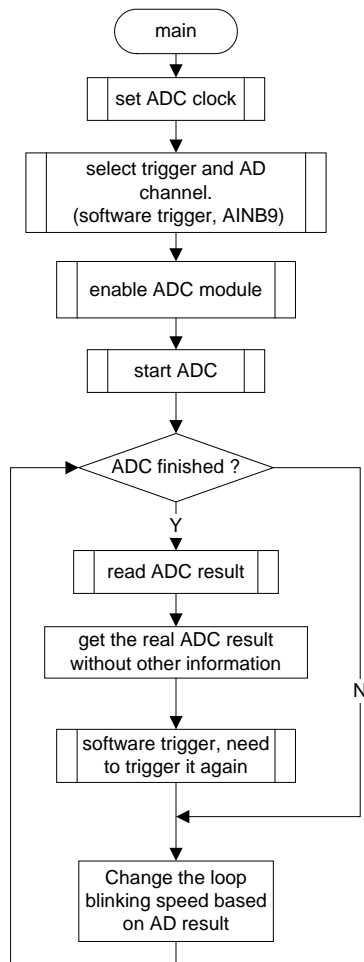 main
set ADC clock
select trigger and AD
channel.
(software trigger, AINB9)
enable ADC module
start ADC
ADC finished ?
Y
read ADC result
get the real ADC result
without other information
N
software trigger, need
to trigger it again
Change the loop
blinking speed based
on AD result